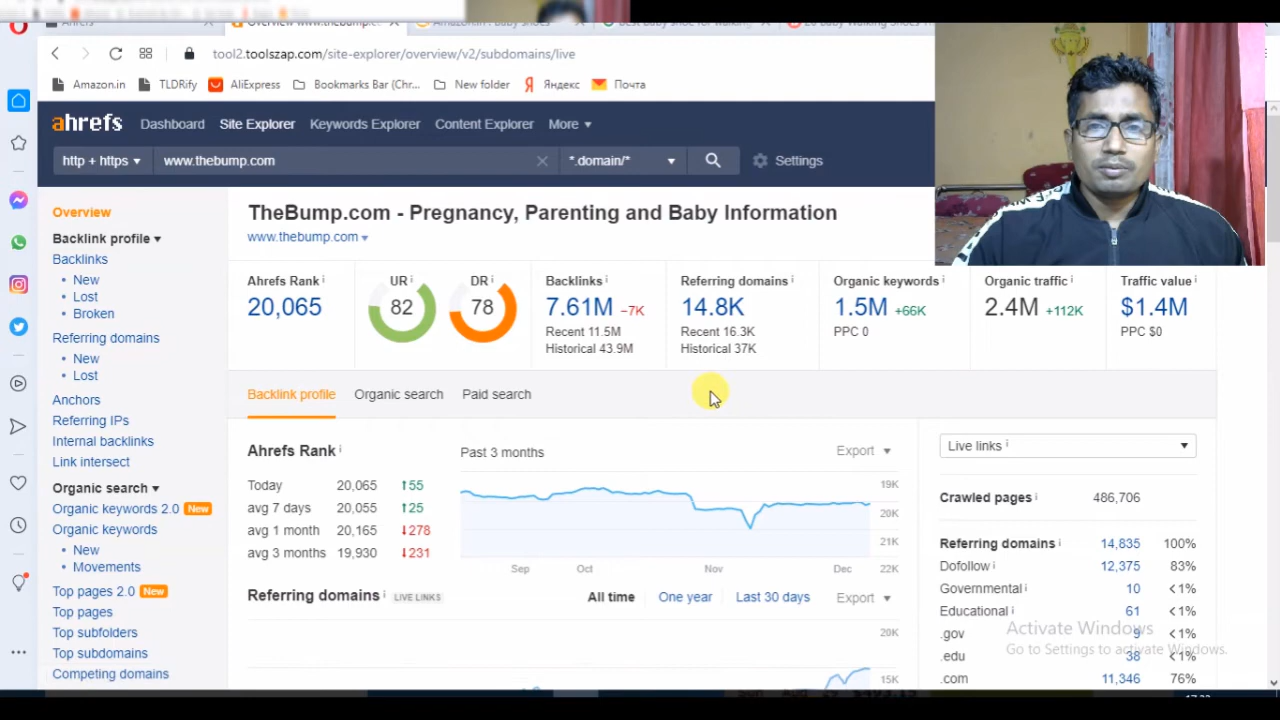 Overview www.thebump.c
tool2.toolszap.com/site-explorer/overview/v2/subdomains/live
Amazon.in TLDRify AliExpress Bookmarks Bar (Chr... New folder Яндекс Почта
ahrefs Dashboard Site Explorer Keywords Explorer Content Explorer More
http + https www.thebump.com *.domain/* Settings
TheBump.com - Pregnancy, Parenting and Baby Information
www.thebump.com
Overview
Backlink profile
Backlinks
New
Lost
Broken
Referring domains
New
Lost
Anchors
Referring IPs
Internal backlinks
Link intersect
Organic search
Organic keywords 2.0 New
Organic keywords
New
Movements
Top pages 2.0 New
Top pages
Top subfolders
Top subdomains
Competing domains
Ahrefs Rank
20,065
UR
82
DR
78
Backlinks
7.61M -7K
Recent 11.5M
Historical 43.9M
Referring domains
14.8K
Recent 16.3K
Historical 37K
Organic keywords
1.5M +66K
PPC 0
Organic traffic
2.4M +112K
Traffic value
$1.4M
PPC $0
Backlink profile Organic search Paid search
Ahrefs Rank
Past 3 months Export
Today 20,065 ↑55
avg 7 days 20,055 ↑25
avg 1 month 20,165 ↓278
avg 3 months 19,930 ↓231
19K
20K
21K
22K
Sep Oct Nov Dec
Referring domains LIVE LINKS All time One year Last 30 days Export
20K
15K
Live links
Crawled pages 486,706
Referring domains 14,835 100%
Dofollow 12,375 83%
Governmental 10 <1%
Educational 61 <1%
.gov 9 <1%
.edu 38 <1%
.com 11,346 76%
Activate Windows
Go to Settings to activate Windows.